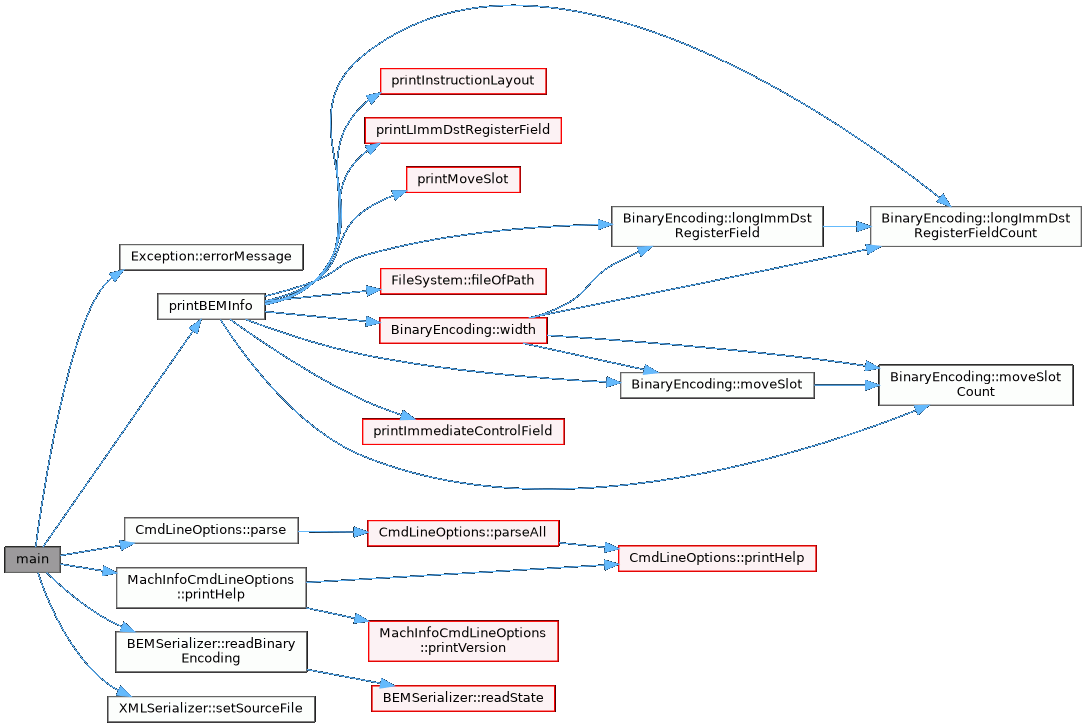 printInstructionLayout
printLImmDstRegisterField
printMoveSlot
BinaryEncoding::longImmDst
RegisterField
BinaryEncoding::longImmDst
RegisterFieldCount
Exception::errorMessage
FileSystem::fileOfPath
printBEMInfo
BinaryEncoding::width
BinaryEncoding::moveSlot
BinaryEncoding::moveSlot
Count
printImmediateControlField
CmdLineOptions::parse
CmdLineOptions::parseAll
main
CmdLineOptions::printHelp
MachInfoCmdLineOptions
::printHelp
MachInfoCmdLineOptions
::printVersion
BEMSerializer::readBinary
Encoding
BEMSerializer::readState
XMLSerializer::setSourceFile